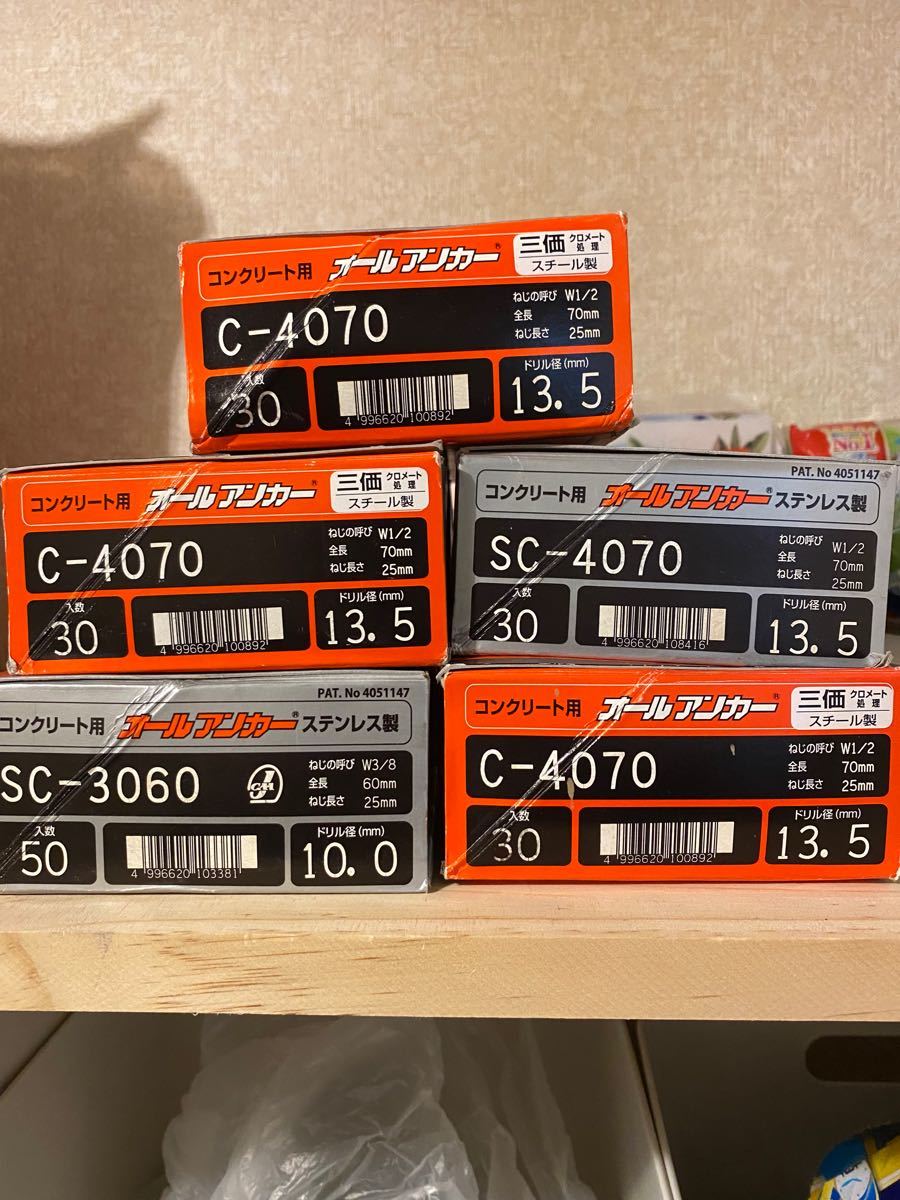 コンクリート用 オールアンカー® 三価 クロメート処理 スチール製
C-4070
ねじの呼び W1/2
全長 70mm
ねじ長さ 25mm
入数 30
4 996620 100892
ドリル径(mm) 13.5
コンクリート用 オールアンカー® 三価 クロメート処理 スチール製
C-4070
ねじの呼び W1/2
全長 70mm
ねじ長さ 25mm
入数 30
4 996620 100892
ドリル径(mm) 13.5
PAT. No 4051147
コンクリート用 オールアンカー® ステンレス製
SC-4070
ねじの呼び W1/2
全長 70mm
ねじ長さ 25mm
入数 30
4 996620 108416
ドリル径(mm) 13.5
PAT. No 4051147
コンクリート用 オールアンカー® ステンレス製
SC-3060
ねじの呼び W3/8
全長 60mm
ねじ長さ 25mm
入数 50
4 996620 103381
ドリル径(mm) 10.0
コンクリート用 オールアンカー® 三価 クロメート処理 スチール製
C-4070
ねじの呼び W1/2
全長 70mm
ねじ長さ 25mm
入数 30
4 996620 100892
ドリル径(mm) 13.5
No.1